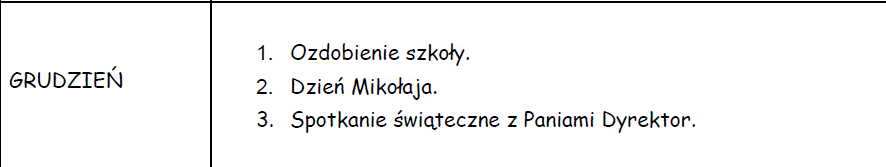 GRUDZIEŃ
1. Ozdobienie szkoły.
2. Dzień Mikołaja.
3. Spotkanie świąteczne z Paniami Dyrektor.